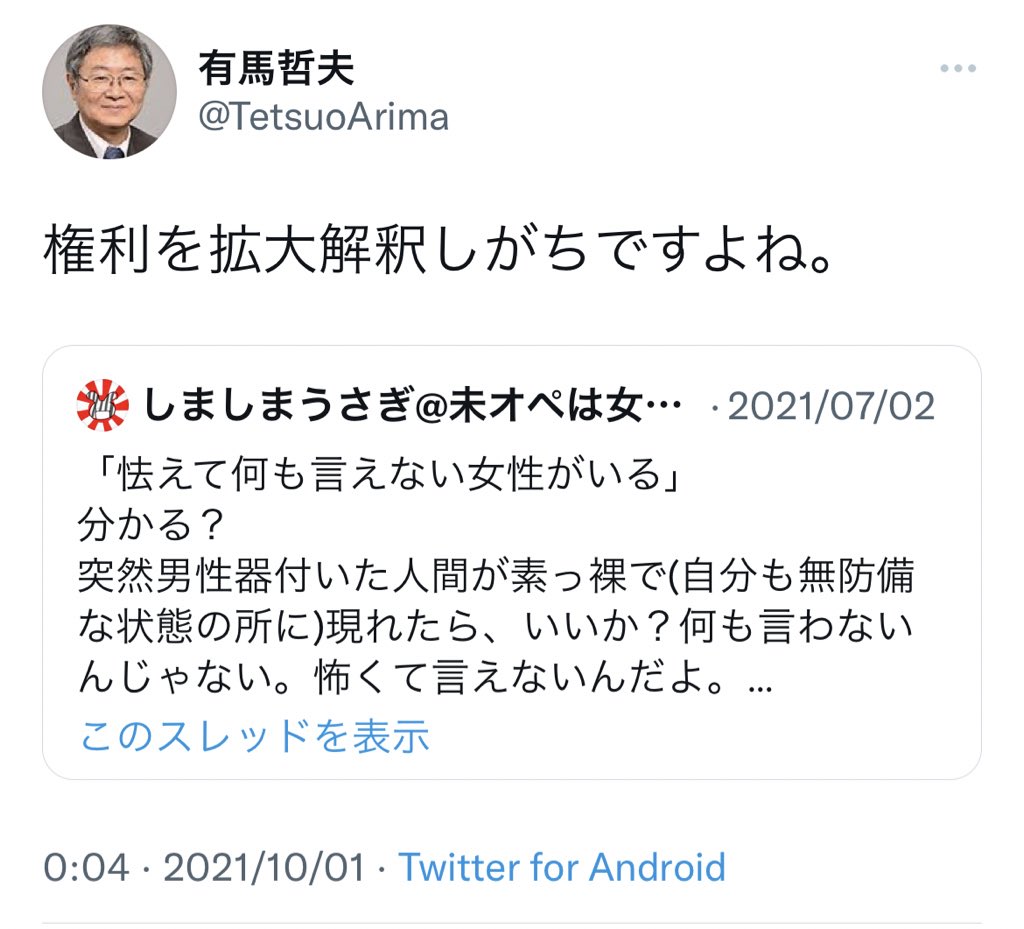 有馬哲夫
@TetsuoArima
権利を拡大解釈しがちですよね。
しましまうさぎ@未オペは女… · 2021/07/02
「怯えて何も言えない女性がいる」
分かる？
突然男性器付いた人間が素っ裸で(自分も無防備
な状態の所に)現れたら、いいか？何も言わない
んじゃない。怖くて言えないんだよ。...
このスレッドを表示
0:04 · 2021/10/01 · Twitter for Android